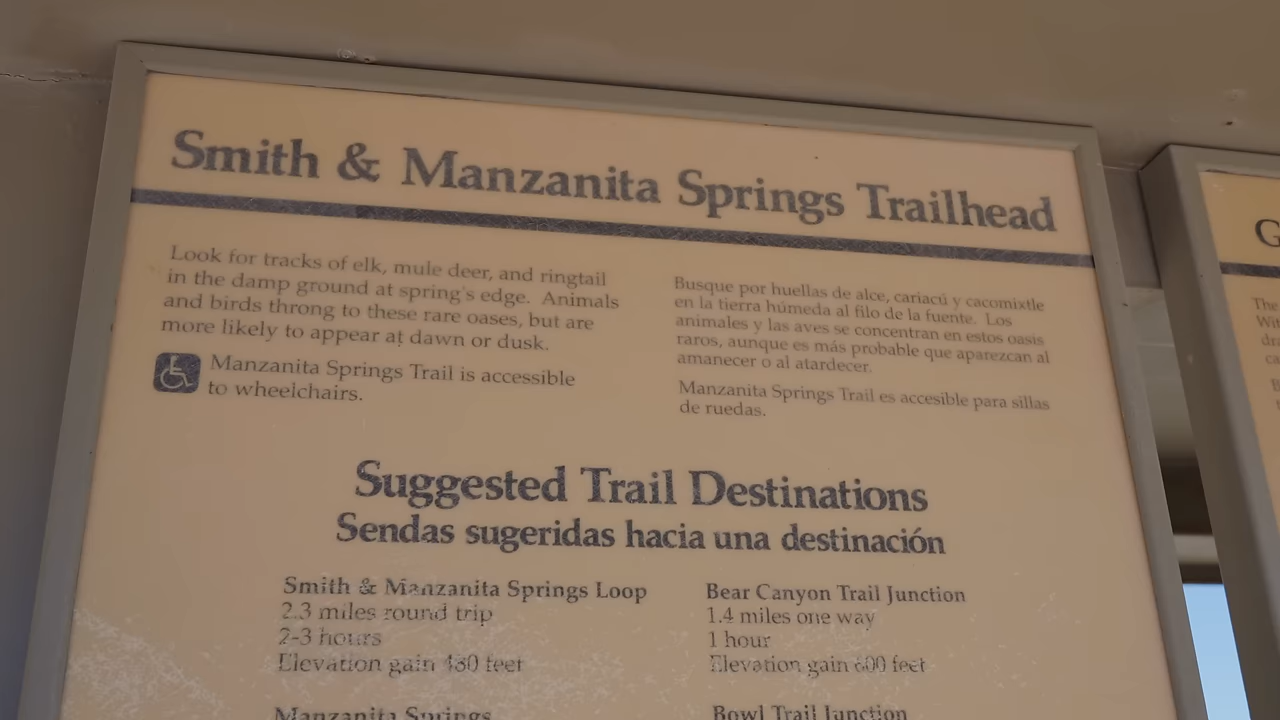 Smith & Manzanita Springs Trailhead
Look for tracks of elk, mule deer, and ringtail
in the damp ground at spring's edge. Animals
and birds throng to these rare oases, but are
more likely to appear at dawn or dusk.
Manzanita Springs Trail is accessible
to wheelchairs.
Busque por huellas de alce, cariacú y cacomixtle
en la tierra húmeda al filo de la fuente. Los
animales y las aves se concentran en estos oasis
raros, aunque es más probable que aparezcan al
amanecer o al atardecer.
Manzanita Springs Trail es accesible para sillas
de ruedas.
Suggested Trail Destinations
Sendas sugeridas hacia una destinación
Smith & Manzanita Springs Loop
2.3 miles round trip
2-3 hours
Elevation gain 430 feet
Manzanita Springs
Bear Canyon Trail Junction
1.4 miles one way
1 hour
Elevation gain 600 feet
Bowl Trail Junction
G
The